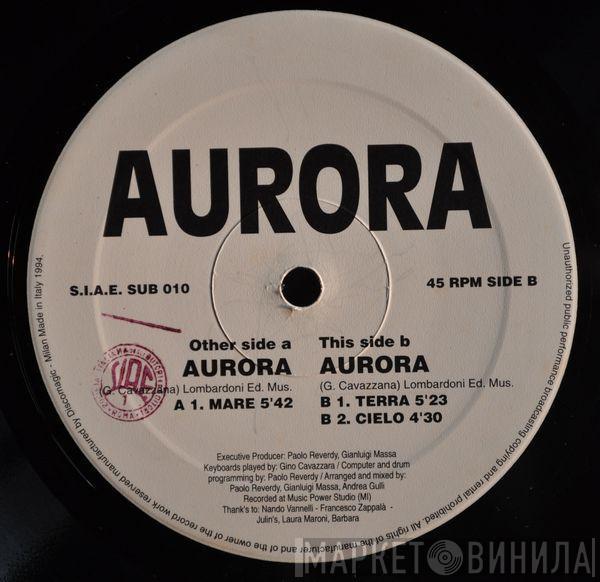 AURORA
S.I.A.E. SUB 010
45 RPM SIDE B
Other side a
AURORA
(G. Cavazzana) Lombardoni Ed. Mus.
A 1. MARE 5'42
This side b
AURORA
(G. Cavazzana) Lombardoni Ed. Mus.
B 1. TERRA 5'23
B 2. CIELO 4'30
Executive Producer: Paolo Reverdy, Gianluigi Massa
Keyboards played by: Gino Cavazzara / Computer and drum
programming by: Paolo Reverdy / Arranged and mixed by:
Paolo Reverdy, Gianluigi Massa, Andrea Gulli
Recorded at Music Power Studio (MI)
Thank's to: Nando Vannelli - Francesco Zappalà -
Julin's, Laura Maroni, Barbara
Unauthorized public performance broadcasting copying and rental prohibited. All rights of the manufacturer and of the owner of the record work reserved manufactured by Discomagic - Milan Made in Italy 1994.
ROMA
МАРКЕТ ВИНИЛА